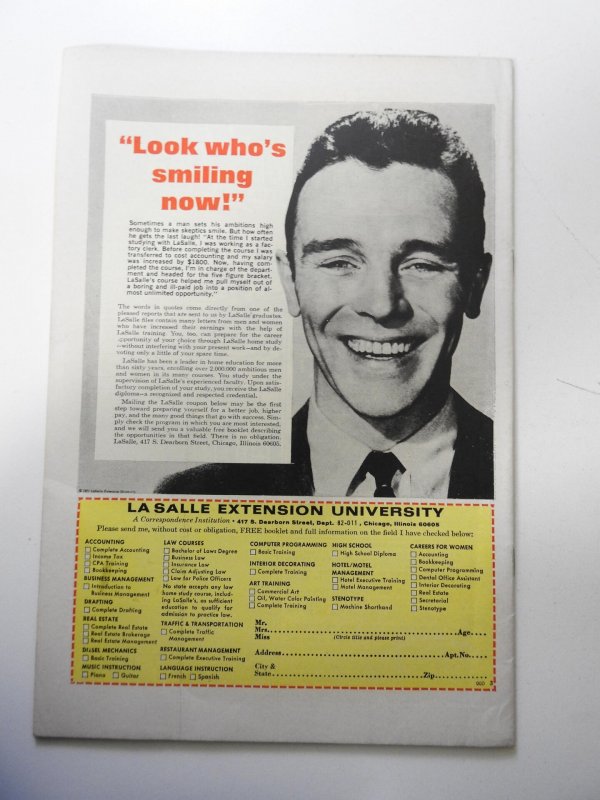 “Look who’s
smiling
now!”
Sometimes a man sets his ambitions high
enough to make skeptics smile. But how often
he gets the last laugh! “At the time I started
studying with LaSalle, I was working as a fac-
tory clerk. Before completing the course I was
transferred to cost accounting and my salary
was increased by $1800. Now, having com-
pleted the course, I’m in charge of the depart-
ment and headed for the five figure bracket.
LaSalle’s course helped me pull myself out of
a boring and ill-paid job into a position of al-
most unlimited opportunity.”
The words in quotes come directly from one of the
pleased reports that are sent to us by LaSalle graduates.
LaSalle files contain many letters from men and women
who have increased their earnings with the help of
LaSalle training. You, too, can prepare for the career
opportunity of your choice through LaSalle home study
–without interfering with your present work–and by de-
voting only a little of your spare time.
LaSalle has been a leader in home education for more
than sixty years, enrolling over 2,000,000 ambitious men
and women in its many courses. You study under the
supervision of LaSalle’s experienced faculty. Upon satis-
factory completion of your study, you receive the LaSalle
diploma–a recognized and respected credential.
Mailing the LaSalle coupon below may be the first
step toward preparing yourself for a better job, higher
pay, and the many good things that go with success. Sim-
ply check the program in which you are most interested,
and we will send you a valuable free booklet describing
the opportunities in that field. There is no obligation.
LaSalle, 417 S. Dearborn Street, Chicago, Illinois 60605.
LA SALLE EXTENSION UNIVERSITY
A Correspondence Institution • 417 S. Dearborn Street, Dept. 82-011, Chicago, Illinois 60605
Please send me, without cost or obligation, FREE booklet and full information on the field I have checked below:
ACCOUNTING
Complete Accounting
Income Tax
CPA Training
Bookkeeping
BUSINESS MANAGEMENT
Introduction to
Business Management
DRAFTING
Complete Drafting
REAL ESTATE
Complete Real Estate
Real Estate Brokerage
Real Estate Management
DIESEL MECHANICS
Basic Training
MUSIC INSTRUCTION
Piano Guitar
LAW COURSES
Bachelor of Laws Degree
Business Law
Insurance Law
Claim Adjusting Law
Law for Police Officers
No state accepts any law
home study course, includ-
ing LaSalle’s, as sufficient
education to qualify for
admission to practice law.
TRAFFIC & TRANSPORTATION
Complete Traffic
Management
RESTAURANT MANAGEMENT
Complete Executive Training
LANGUAGE INSTRUCTION
French Spanish
COMPUTER PROGRAMMING
Basic Training
INTERIOR DECORATING
Complete Training
ART TRAINING
Commercial Art
Oil, Water Color Painting
Complete Training
HIGH SCHOOL
High School Diploma
HOTEL/MOTEL
MANAGEMENT
Hotel Executive Training
Motel Management
STENOTYPE
Machine Shorthand
CAREERS FOR WOMEN
Accounting
Bookkeeping
Computer Programming
Dental Office Assistant
Interior Decorating
Real Estate
Secretarial
Stenotype
Mr.
Mrs. Age
Miss (Circle title and please print)
Address Apt. No.
City &
State Zip